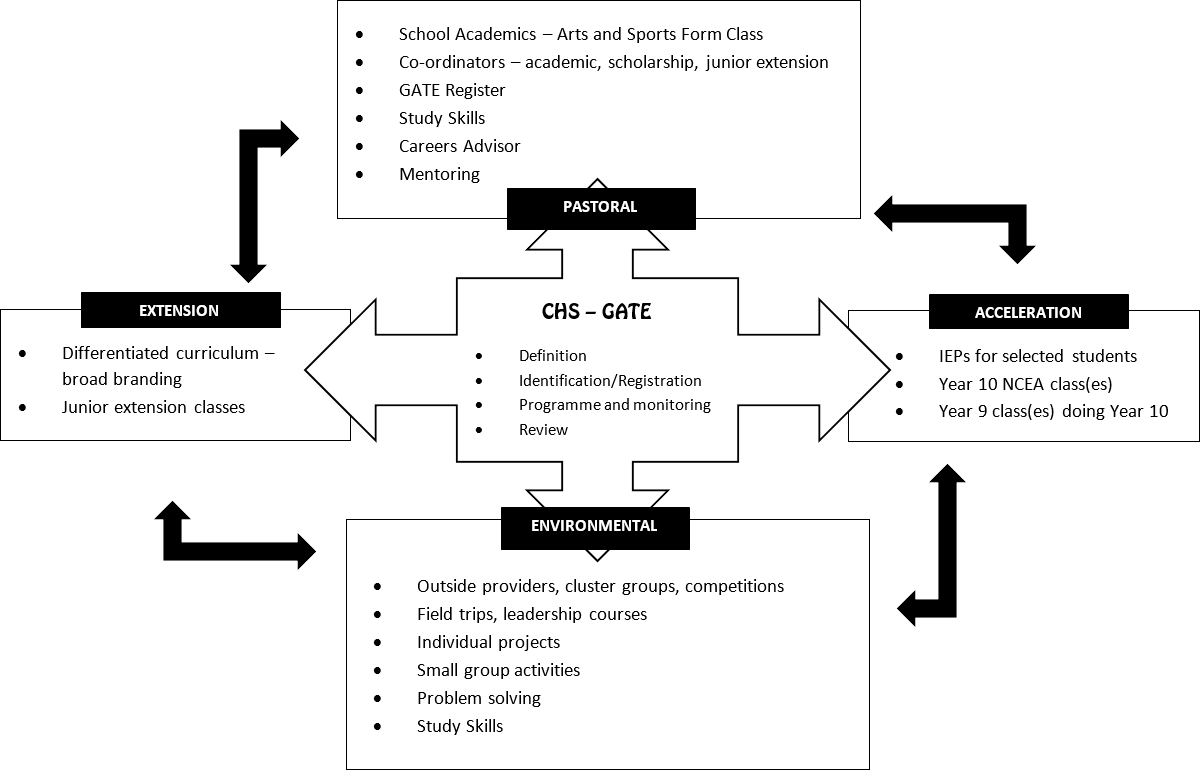 • School Academics – Arts and Sports Form Class
• Co-ordinators – academic, scholarship, junior extension
• GATE Register
• Study Skills
• Careers Advisor
• Mentoring
PASTORAL
EXTENSION
• Differentiated curriculum –
broad branding
• Junior extension classes
CHS – GATE
• Definition
• Identification/Registration
• Programme and monitoring
• Review
ACCELERATION
• IEPs for selected students
• Year 10 NCEA class(es)
• Year 9 class(es) doing Year 10
ENVIRONMENTAL
• Outside providers, cluster groups, competitions
• Field trips, leadership courses
• Individual projects
• Small group activities
• Problem solving
• Study Skills